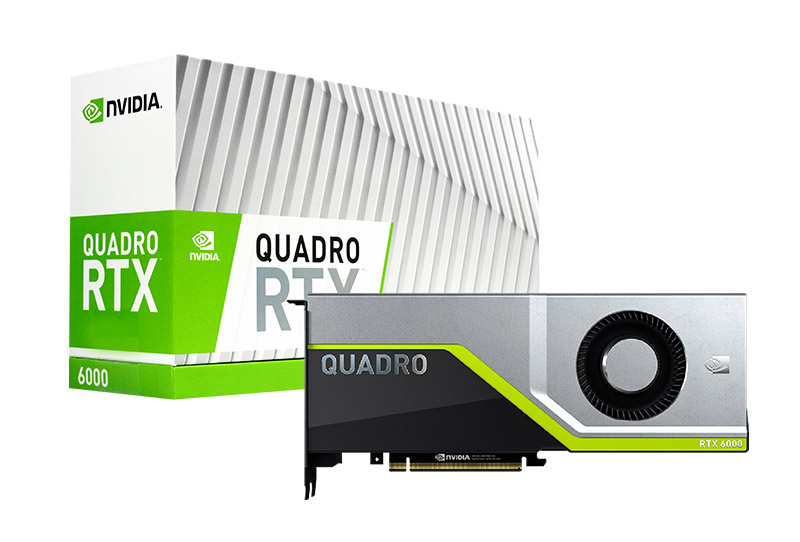 NVIDIA.
QUADRO
RTX
6000
NVIDIA.
QUADRO
RTX
QUADRO
RTX 6000
NVIDIA